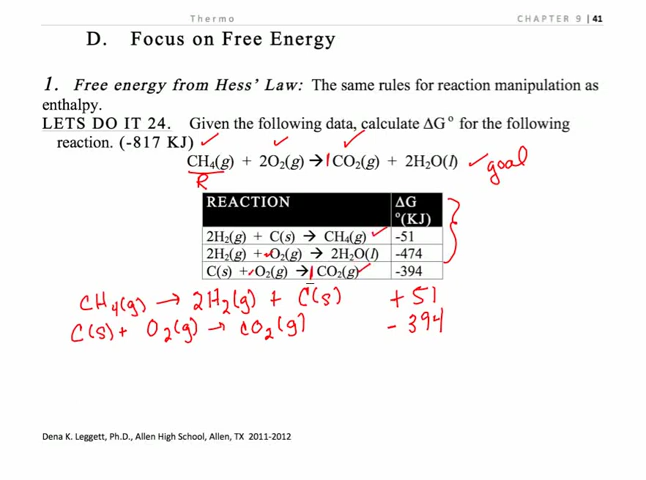 Thermo CHAPTER 9 | 41
D. Focus on Free Energy
1. Free energy from Hess' Law: The same rules for reaction manipulation as
enthalpy.
LETS DO IT 24. Given the following data, calculate ΔG° for the following
reaction. (-817 KJ)
CH₄(g) + 2O₂(g) → 1CO₂(g) + 2H₂O(l) goal
R
REACTION ΔG
°(KJ)
2H₂(g) + C(s) → CH₄(g) -51
2H₂(g) + O₂(g) → 2H₂O(l) -474
C(s) + O₂(g) → 1CO₂(g) -394
CH₄(g) → 2H₂(g) + C(s) +51
C(s) + O₂(g) → CO₂(g) -394
Dena K. Leggett, Ph.D., Allen High School, Allen, TX 2011-2012